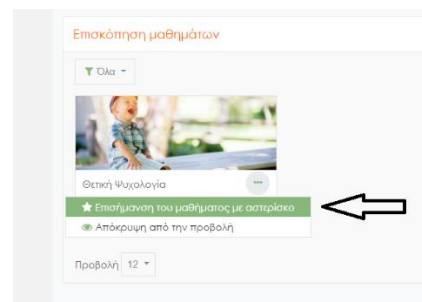 Επισκόπηση μαθημάτων
Όλα
Θετική Ψυχολογία
Επισήμανση του μαθήματος με αστερίσκο
Απόκρυψη από την προβολή
Προβολή 12